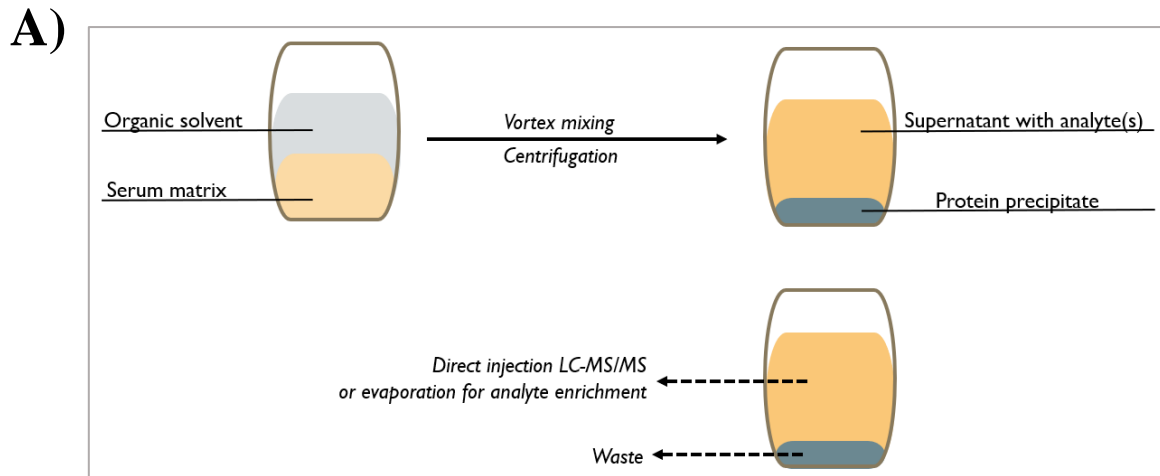 A)
Organic solvent
Serum matrix
Vortex mixing
Centrifugation
Supernatant with analyte(s)
Protein precipitate
Direct injection LC-MS/MS
or evaporation for analyte enrichment
Waste